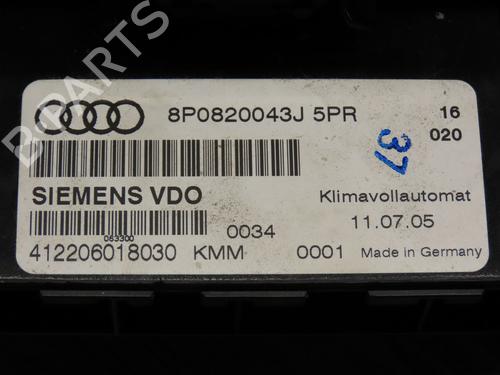 B-PARTS
8P0820043J 5PR
16
020
37
SIEMENS VDO
Klimavollautomat
053300
0034
11.07.05
412206018030 KMM
0001
Made in Germany